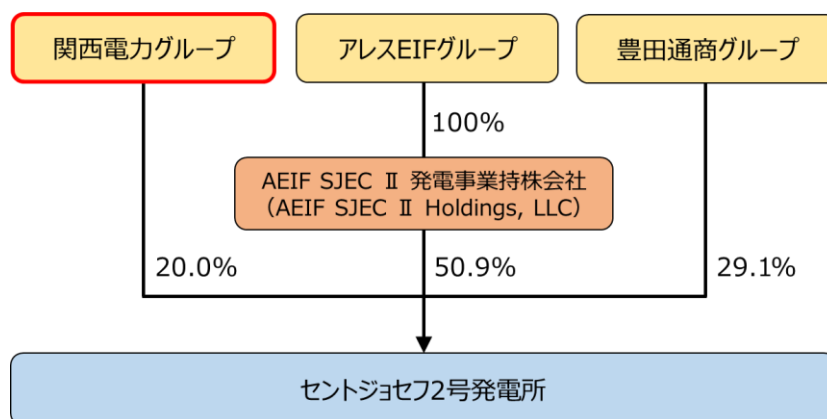 関西電力グループ
アレスEIFグループ
豊田通商グループ
100%
AEIF SJEC Ⅱ 発電事業持株会社
（AEIF SJEC Ⅱ Holdings, LLC）
20.0%
50.9%
29.1%
セントジョセフ2号発電所